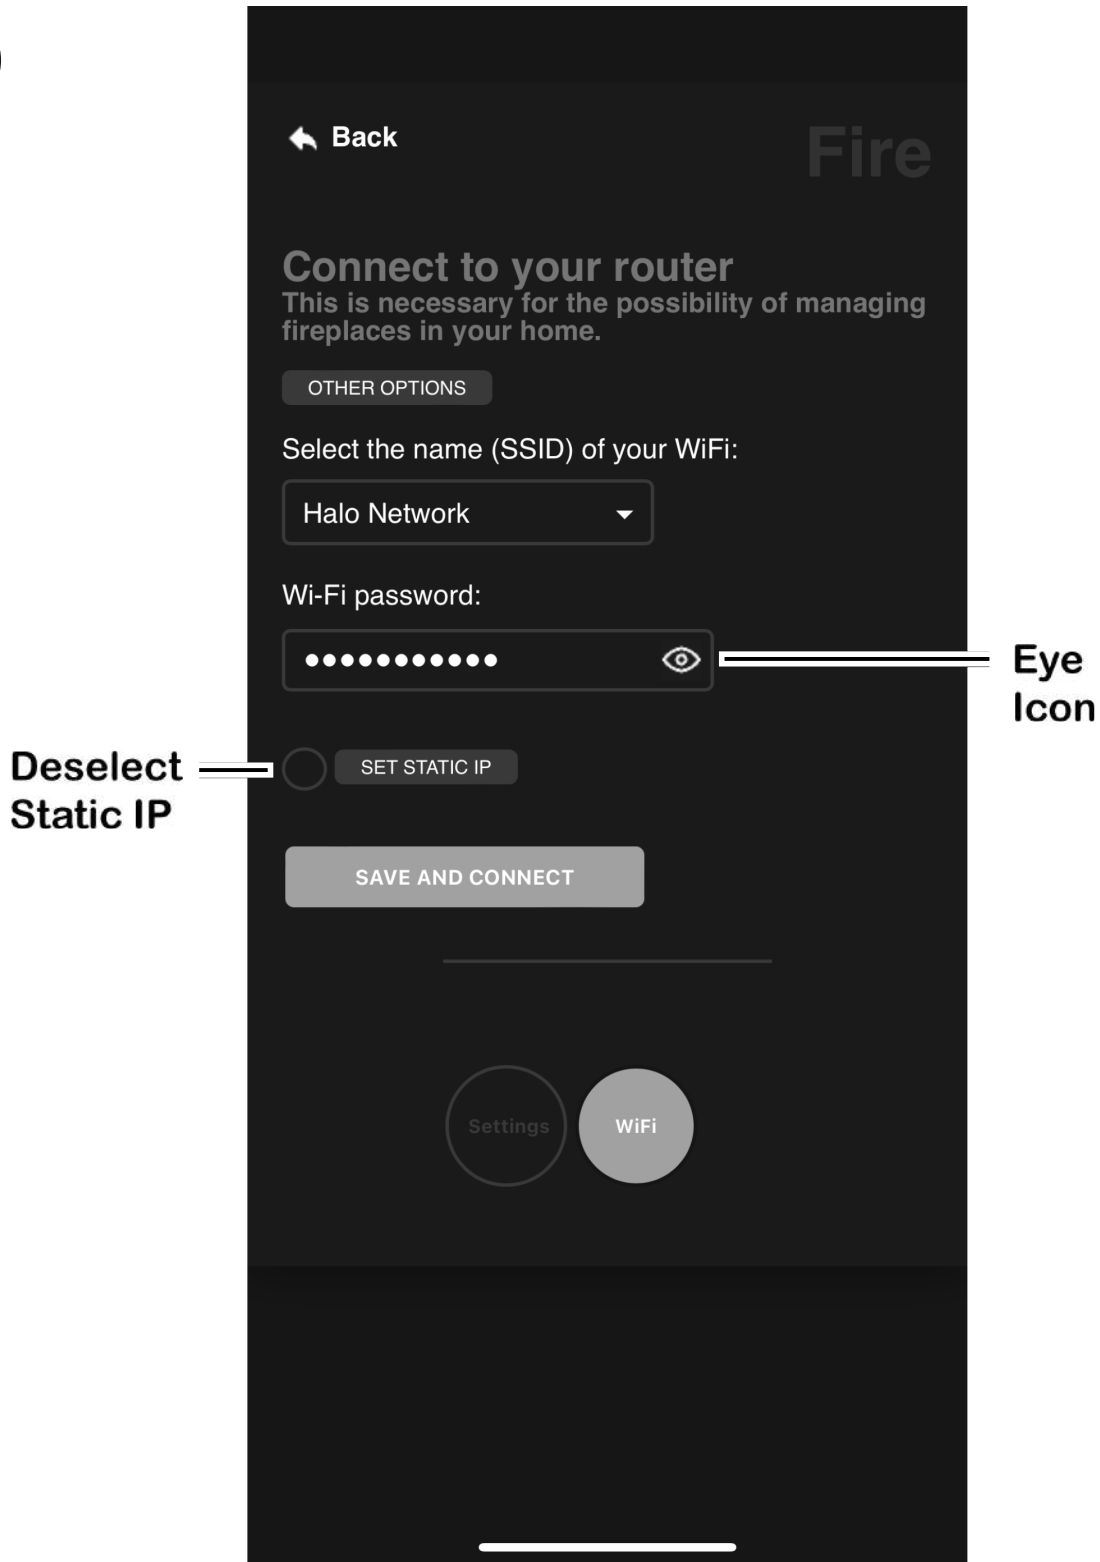 Back
Fire
Connect to your router
This is necessary for the possibility of managing
fireplaces in your home.
OTHER OPTIONS
Select the name (SSID) of your WiFi:
Halo Network
Wi-Fi password:
•••••••••••
Eye
Icon
Deselect
Static IP
SET STATIC IP
SAVE AND CONNECT
Settings
WiFi